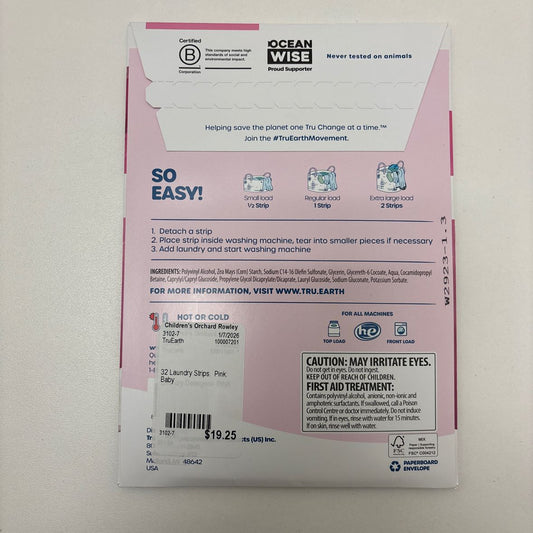 Certified
B
Corporation
This company meets high
standards of social and
environmental impact.
OCEAN
WISE
Proud Supporter
Never tested on animals
Helping save the planet one Tru Change at a time.™
Join the #TruEarthMovement.
SO
EASY!
Small load
½ Strip
Regular load
1 Strip
Extra large load
2 Strips
1. Detach a strip
2. Place strip inside washing machine, tear into smaller pieces if necessary
3. Add laundry and start washing machine
INGREDIENTS: Polyvinyl Alcohol, Zea Mays (Corn) Starch, Sodium C14-16 Olefin Sulfonate, Glycerin, Glycereth-6 Cocoate, Aqua, Cocamidopropyl
Betaine, Caprylyl/Capryl Glucoside, Propylene Glycol Dicaprylate/Dicaprate, Lauryl Glucoside, Sodium Gluconate, Potassium Sorbate.
FOR MORE INFORMATION, VISIT WWW.TRU.EARTH
W2923-1.3
HOT OR COLD
Children's Orchard Rowley
3102-7 1/7/2026
TruEarth 100007201
32 Laundry Strips, Pink,
Baby
3102-7
$19.25
cts (US) Inc.
48642
USA
FOR ALL MACHINES
TOP LOAD
he
FRONT LOAD
CAUTION: MAY IRRITATE EYES.
Do not get in eyes. Do not ingest.
KEEP OUT OF REACH OF CHILDREN.
FIRST AID TREATMENT:
Contains polyvinyl alcohol, anionic, non-ionic and
amphoteric surfactants. If swallowed, call a Poison
Control Centre or doctor immediately. Do not induce
vomiting. If in eyes, rinse with water for 15 minutes.
If on skin, rinse well with water.
FSC
MIX
Paper | Supporting
responsible forestry
FSC® C004212
PAPERBOARD
ENVELOPE